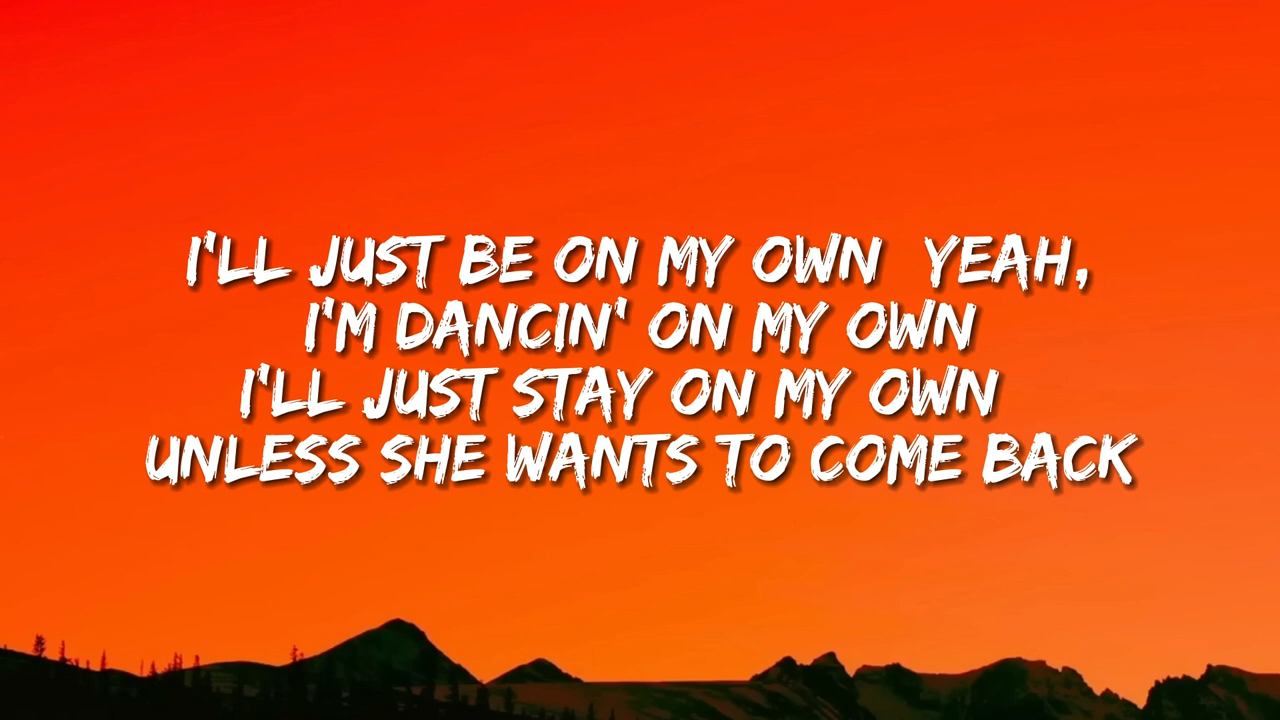 I'LL JUST BE ON MY OWN  YEAH,
I'M DANCIN' ON MY OWN
I'LL JUST STAY ON MY OWN
UNLESS SHE WANTS TO COME BACK